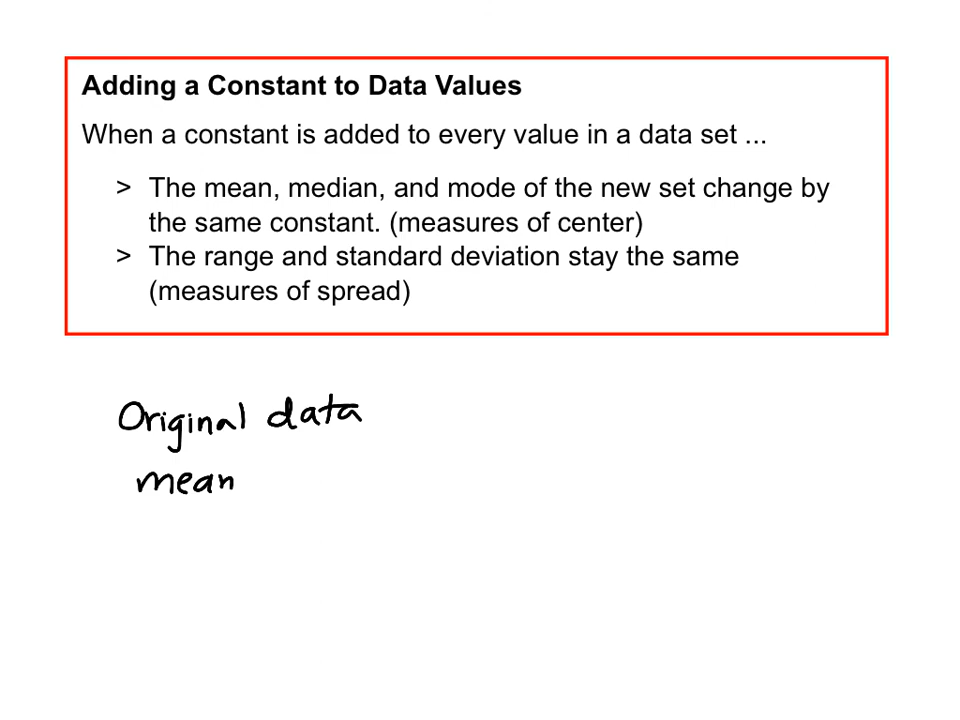 Adding a Constant to Data Values
When a constant is added to every value in a data set ...
> The mean, median, and mode of the new set change by
the same constant. (measures of center)
> The range and standard deviation stay the same
(measures of spread)
Original data
mean